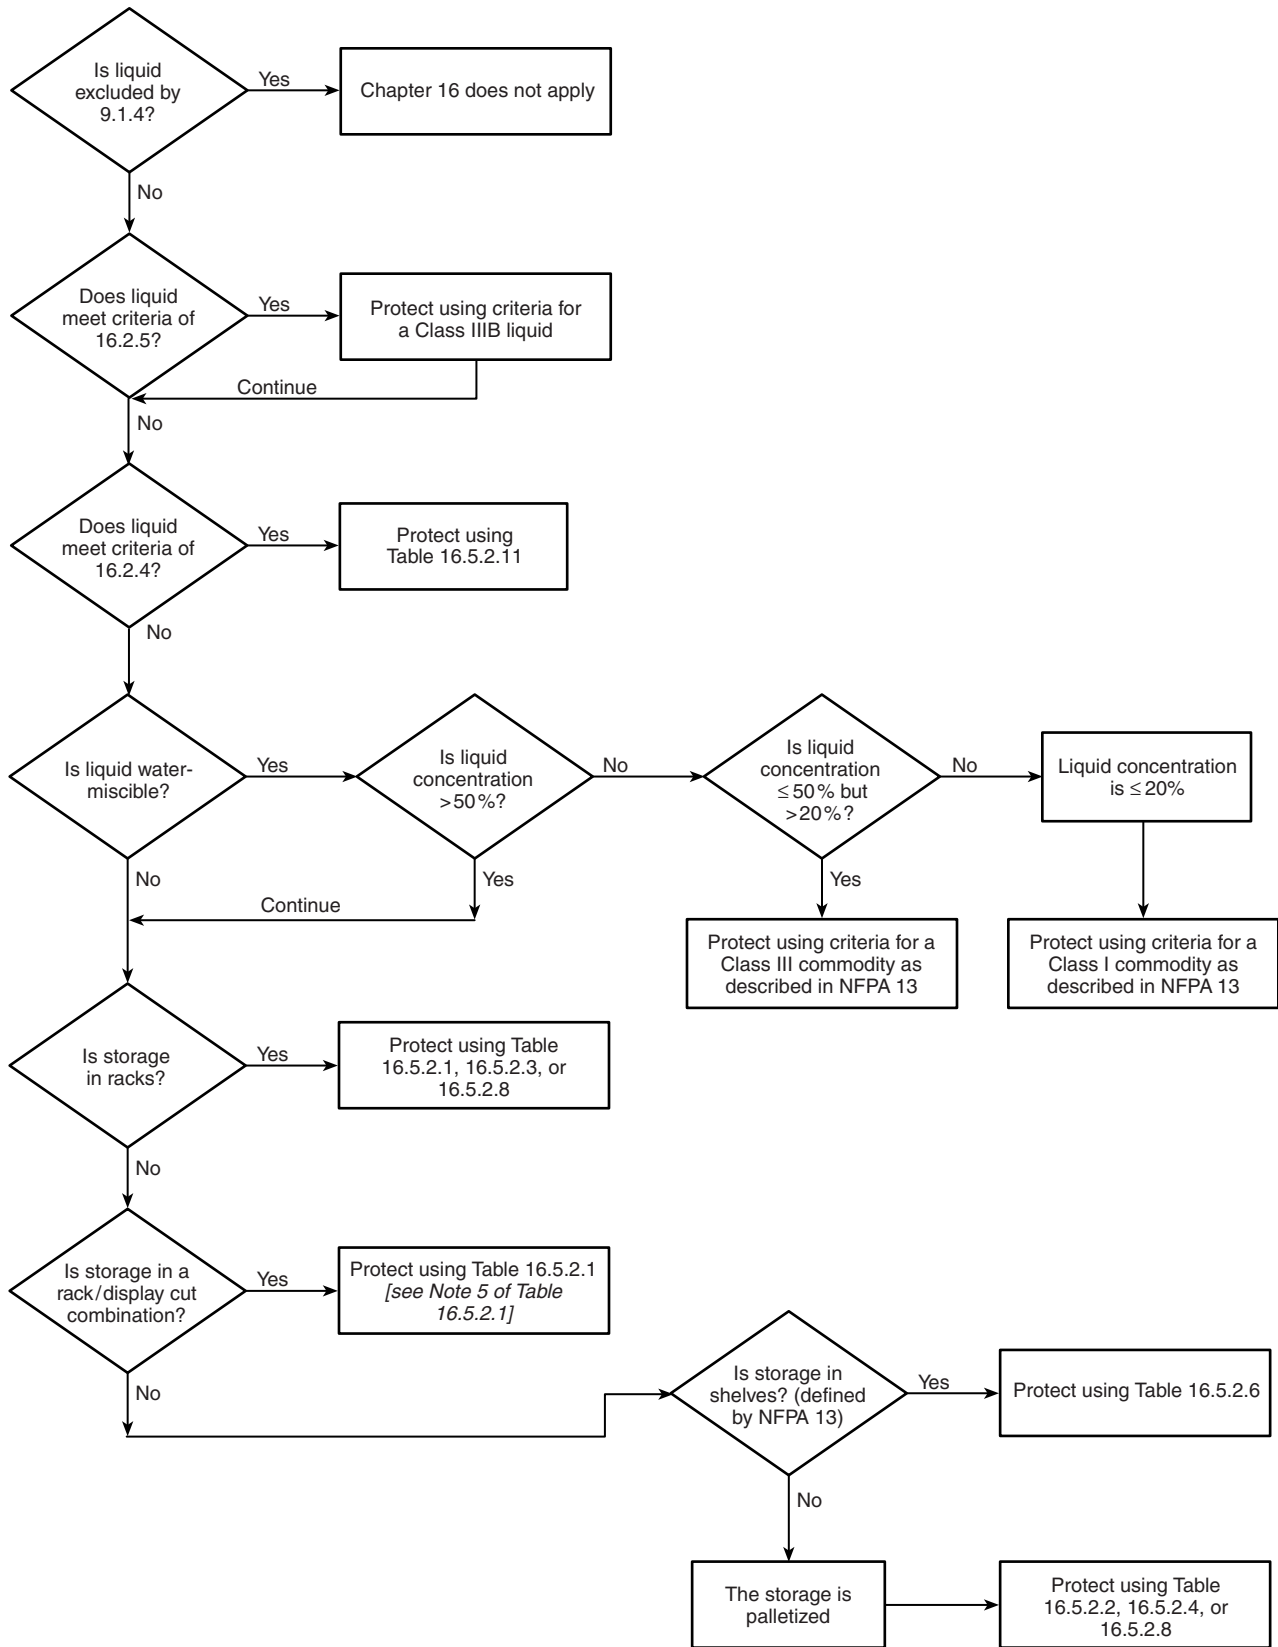 Is liquid
excluded by
9.1.4?
Yes
Chapter 16 does not apply
No
Does liquid
meet criteria of
16.2.5?
Yes
Protect using criteria for
a Class IIIB liquid
Continue
No
Does liquid
meet criteria of
16.2.4?
Yes
Protect using
Table 16.5.2.11
No
Is liquid water-
miscible?
Yes
Is liquid
concentration
>50%?
No
Is liquid
concentration
≤ 50% but
>20%?
No
Liquid concentration
is ≤ 20%
No
Continue
Yes
Yes
Protect using criteria for a
Class III commodity as
described in NFPA 13
Protect using criteria for a
Class I commodity as
described in NFPA 13
Is storage
in racks?
Yes
Protect using Table
16.5.2.1, 16.5.2.3, or
16.5.2.8
No
Is storage in a
rack/display cut
combination?
Yes
Protect using Table 16.5.2.1
[see Note 5 of Table
16.5.2.1]
No
Is storage in
shelves? (defined
by NFPA 13)
Yes
Protect using Table 16.5.2.6
No
The storage is
palletized
Protect using Table
16.5.2.2, 16.5.2.4, or
16.5.2.8